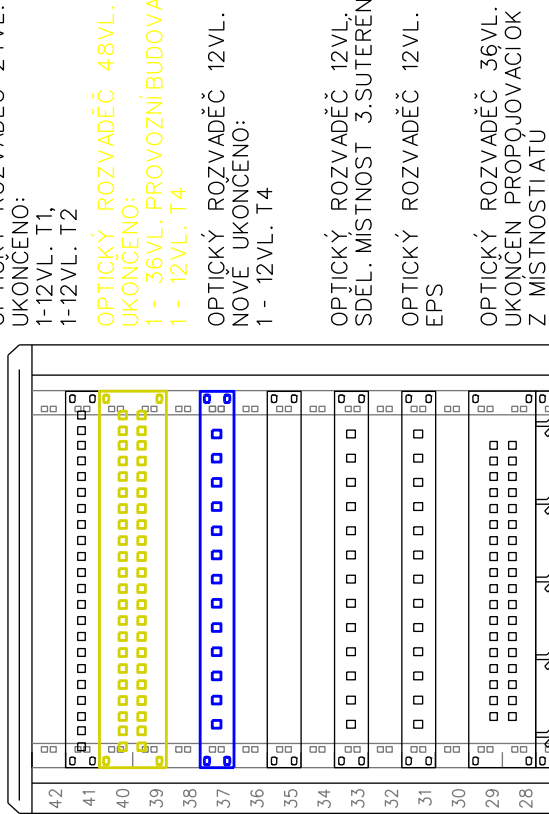 UKONČENO:
1-12VL. T1,
1-12VL. T2
OPTICKÝ ROZVADĚČ 48VL.
UKONČENO:
1 - 36VL. PROVOZNÍ BUDOVA
1 - 12VL. T4
OPTICKÝ ROZVADĚČ 12VL.
NOVĚ UKONČENO:
1 - 12VL. T4
OPTICKÝ ROZVADĚČ 12VL,
SDĚL. MÍSTNOST 3.SUTERÉN
OPTICKÝ ROZVADĚČ 12VL.
EPS
OPTICKÝ ROZVADĚČ 36VL.
UKONČEN PROPOJOVACÍ OK
Z MÍSTNOSTI ATU
42
41
40
39
38
37
36
35
34
33
32
31
30
29
28